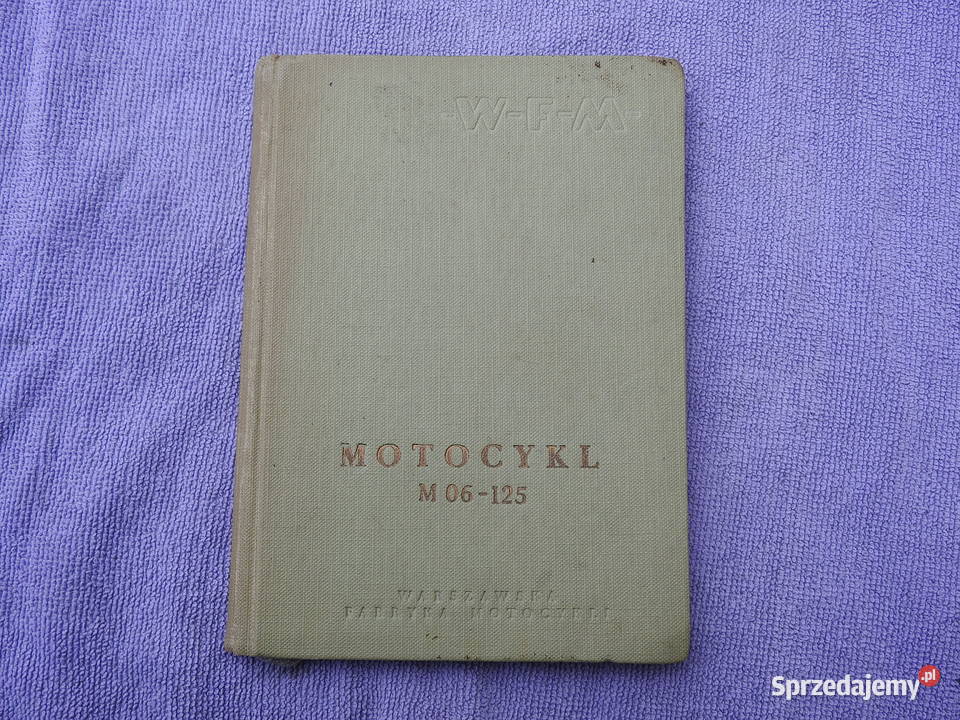 -W-F-M-
MOTOCYKL
M 06-125
WARSZAWSKA
FABRYKA MOTOCYKLI
Sprzedajemy.pl